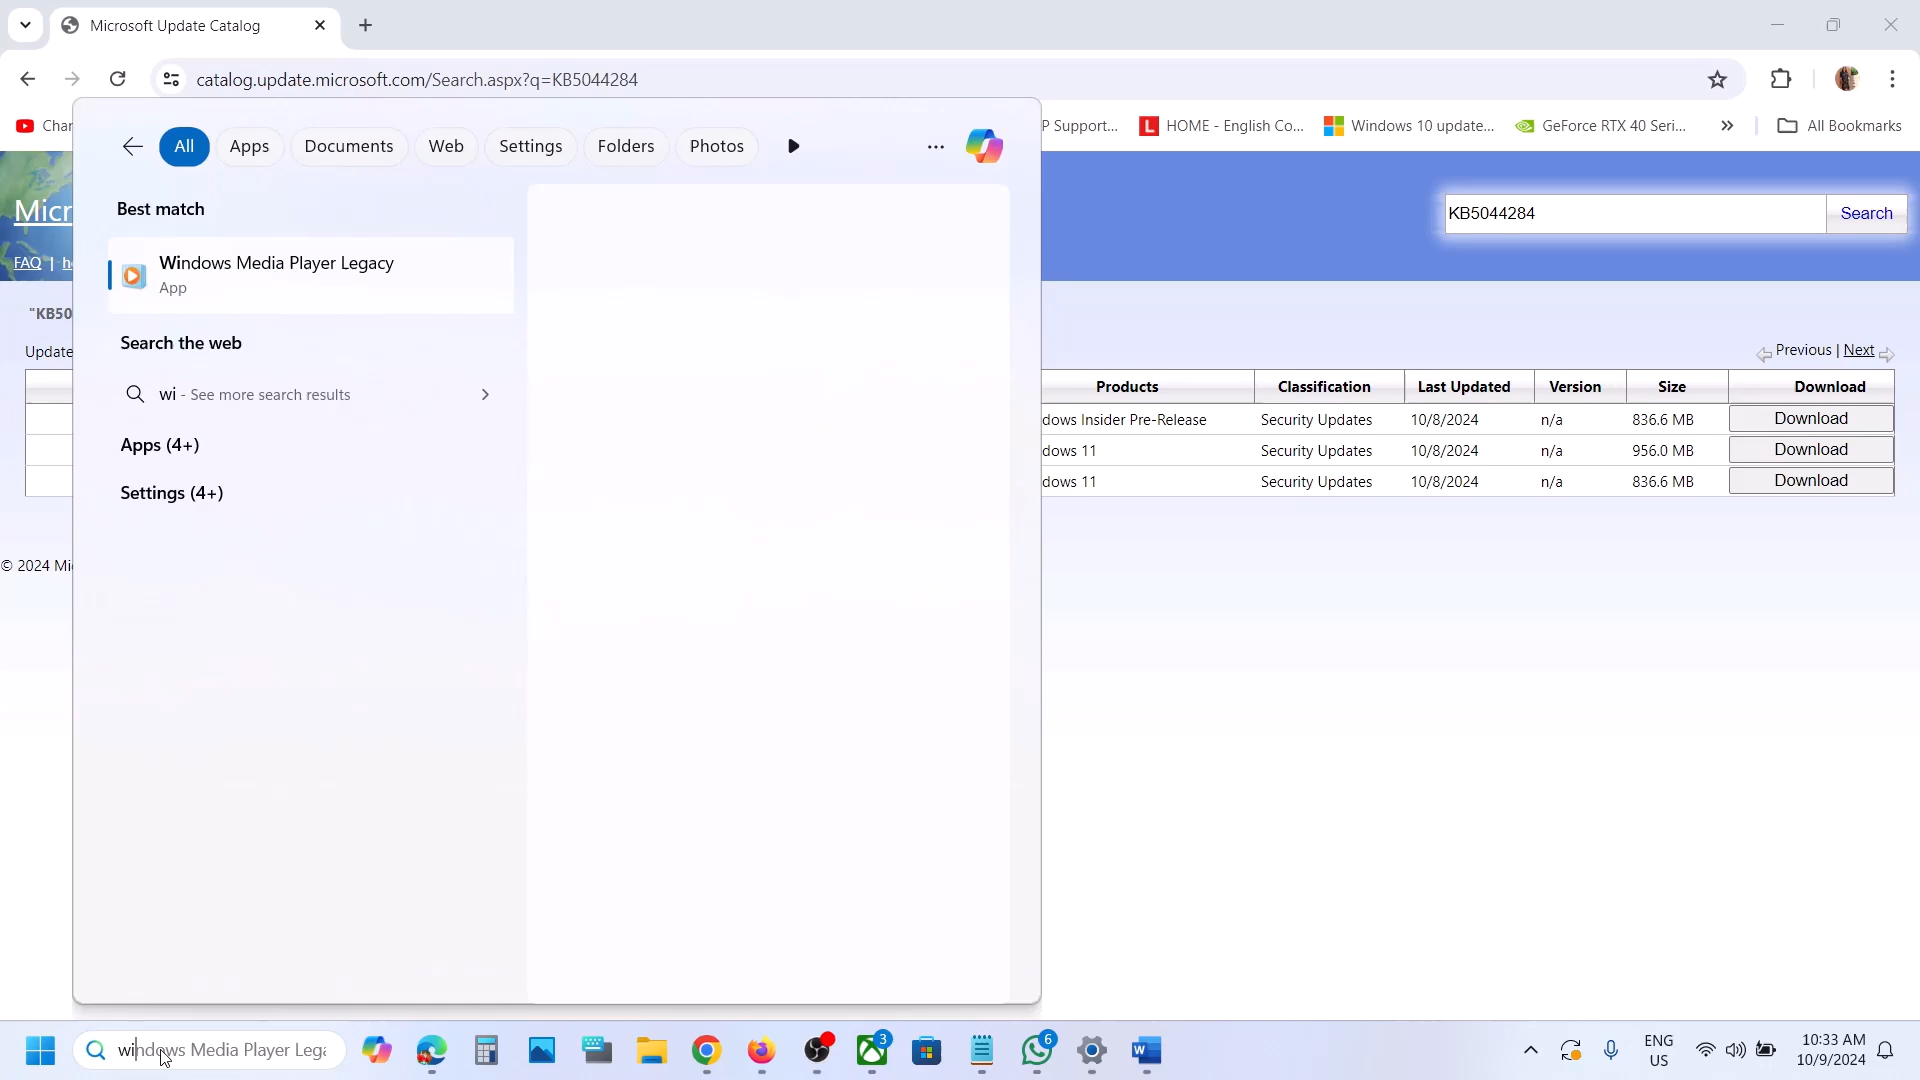 Microsoft Update Catalog
catalog.update.microsoft.com/Search.aspx?q=KB5044284
P Support...
HOME - English Co...
Windows 10 update...
GeForce RTX 40 Seri...
All Bookmarks
All
Apps
Documents
Web
Settings
Folders
Photos
Best match
Windows Media Player Legacy
App
Search the web
wi - See more search results
Apps (4+)
Settings (4+)
KB5044284
Search
FAQ |
"KB50
Update
Previous | Next
Products Classification Last Updated Version Size Download
dows Insider Pre-Release Security Updates 10/8/2024 n/a 836.6 MB Download
dows 11 Security Updates 10/8/2024 n/a 956.0 MB Download
dows 11 Security Updates 10/8/2024 n/a 836.6 MB Download
© 2024 Mi
windows Media Player Lega
3
6
ENG
US
10:33 AM
10/9/2024